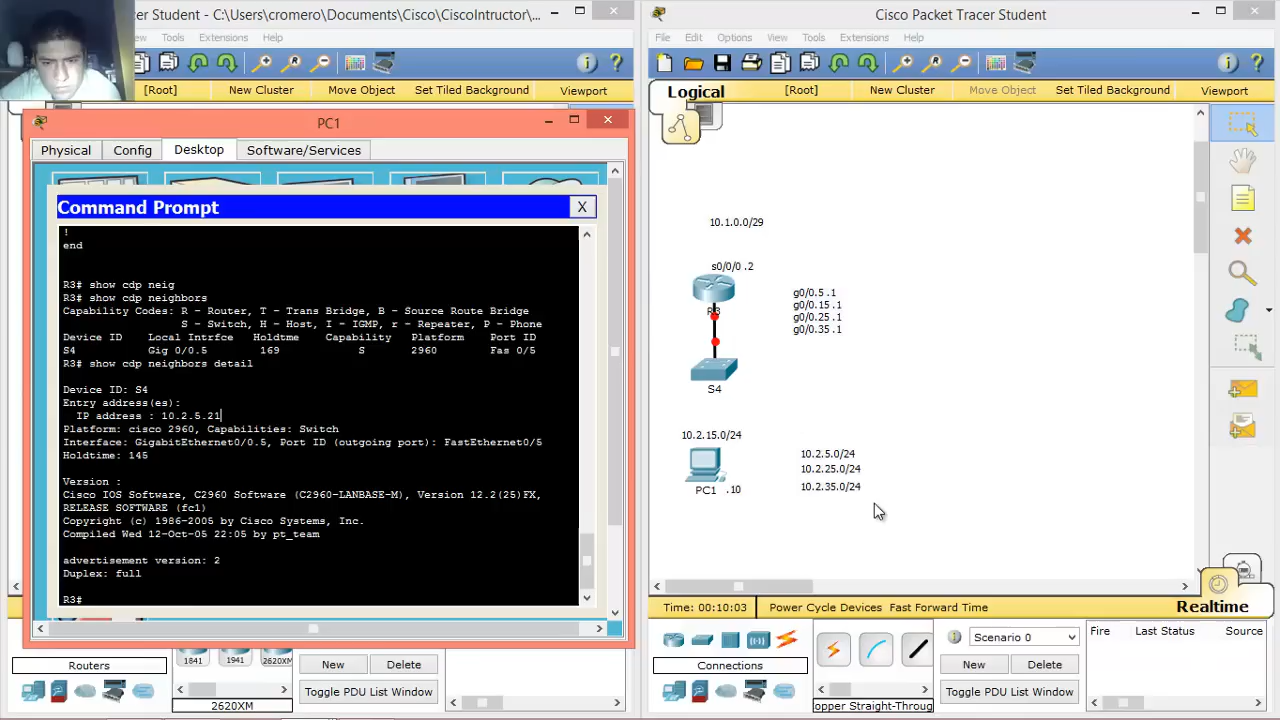 er Student - C:\Users\cromero\Documents\Cisco\CiscoIntructor\...
Tools Extensions Help
[Root] New Cluster Move Object Set Tiled Background Viewport
PC1
Physical Config Desktop Software/Services
Command Prompt X
!
end
R3# show cdp neig
R3# show cdp neighbors
Capability Codes: R - Router, T - Trans Bridge, B - Source Route Bridge
S - Switch, H - Host, I - IGMP, r - Repeater, P - Phone
Device ID Local Intrfce Holdtme Capability Platform Port ID
S4 Gig 0/0.5 169 S 2960 Fas 0/5
R3# show cdp neighbors detail
Device ID: S4
Entry address(es):
IP address : 10.2.5.21
Platform: cisco 2960, Capabilities: Switch
Interface: GigabitEthernet0/0.5, Port ID (outgoing port): FastEthernet0/5
Holdtime: 145
Version :
Cisco IOS Software, C2960 Software (C2960-LANBASE-M), Version 12.2(25)FX,
RELEASE SOFTWARE (fc1)
Copyright (c) 1986-2005 by Cisco Systems, Inc.
Compiled Wed 12-Oct-05 22:05 by pt_team
advertisement version: 2
Duplex: full
R3#
Routers
1841 1941 2620XM
2620XM
New Delete
Toggle PDU List Window
Cisco Packet Tracer Student
File Edit Options View Tools Extensions Help
Logical [Root] New Cluster Move Object Set Tiled Background Viewport
10.1.0.0/29
s0/0/0 .2
R3
g0/0.5 .1
g0/0.15 .1
g0/0.25 .1
g0/0.35 .1
S4
10.2.15.0/24
PC1 .10
10.2.5.0/24
10.2.25.0/24
10.2.35.0/24
Time: 00:10:03 Power Cycle Devices Fast Forward Time Realtime
Connections
opper Straight-Throug
Scenario 0
New Delete
Toggle PDU List Window
Fire Last Status Source